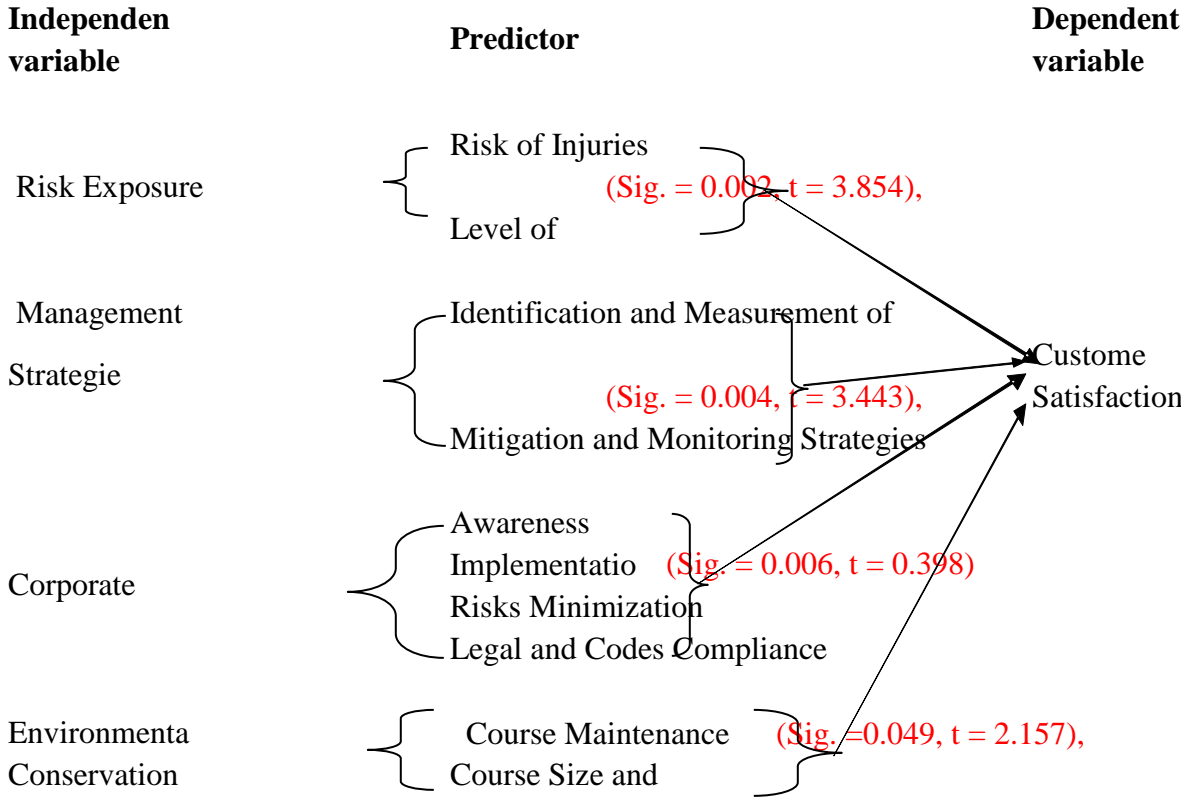 Independen variable
Predictor
Dependent variable
Risk of Injuries
Risk Exposure
(Sig. = 0.002, t = 3.854),
Level of
Management
Identification and Measurement of
Strategie
Custome
(Sig. = 0.004, t = 3.443),
Satisfaction
Mitigation and Monitoring Strategies
Awareness
Implementatio
(Sig. = 0.006, t = 0.398)
Corporate
Risks Minimization
Legal and Codes Compliance
Environmenta
Course Maintenance
(Sig. =0.049, t = 2.157),
Conservation
Course Size and